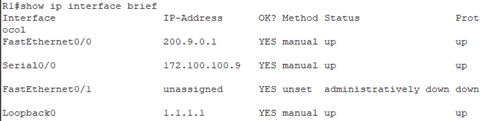 R1#show ip interface brief
Interface IP-Address OK? Method Status Prot
ocol
FastEthernet0/0 200.9.0.1 YES manual up up
Serial0/0 172.100.100.9 YES manual up up
FastEthernet0/1 unassigned YES unset administratively down down
Loopback0 1.1.1.1 YES manual up up